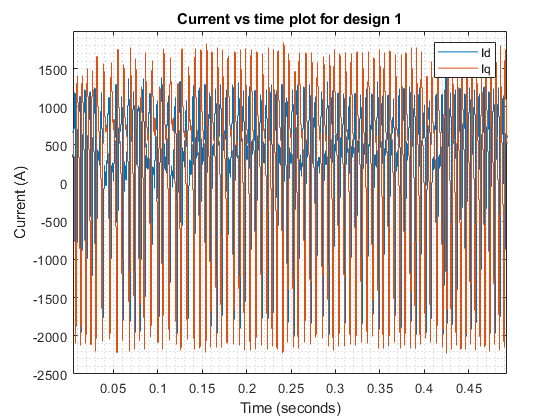 Current vs time plot for design 1
Id
Iq
Current (A)
1500
1000
500
0
-500
-1000
-1500
-2000
-2500
0.05 0.1 0.15 0.2 0.25 0.3 0.35 0.4 0.45
Time (seconds)